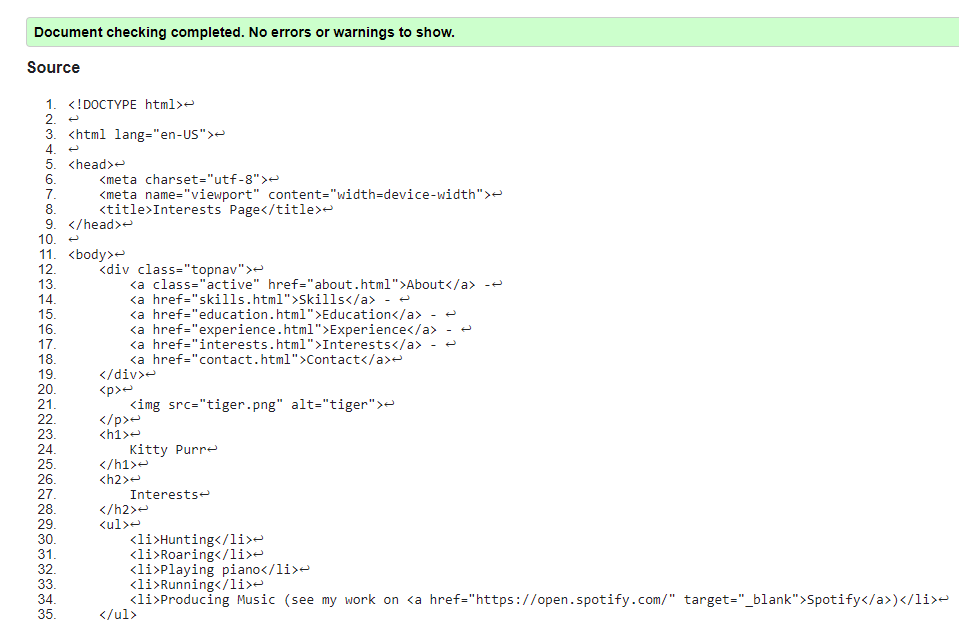 Document checking completed. No errors or warnings to show.
Source
1. <!DOCTYPE html>↩
2. ↩
3. <html lang="en-US">↩
4. ↩
5. <head>↩
6.     <meta charset="utf-8">↩
7.     <meta name="viewport" content="width=device-width">↩
8.     <title>Interests Page</title>↩
9. </head>↩
10. ↩
11. <body>↩
12.     <div class="topnav">↩
13.         <a class="active" href="about.html">About</a> -↩
14.         <a href="skills.html">Skills</a> - ↩
15.         <a href="education.html">Education</a> - ↩
16.         <a href="experience.html">Experience</a> - ↩
17.         <a href="interests.html">Interests</a> - ↩
18.         <a href="contact.html">Contact</a>↩
19.     </div>↩
20.     <p>↩
21.         <img src="tiger.png" alt="tiger">↩
22.     </p>↩
23.     <h1>↩
24.         Kitty Purr↩
25.     </h1>↩
26.     <h2>↩
27.         Interests↩
28.     </h2>↩
29.     <ul>↩
30.         <li>Hunting</li>↩
31.         <li>Roaring</li>↩
32.         <li>Playing piano</li>↩
33.         <li>Running</li>↩
34.         <li>Producing Music (see my work on <a href="https://open.spotify.com/" target="_blank">Spotify</a>)</li>↩
35.     </ul>